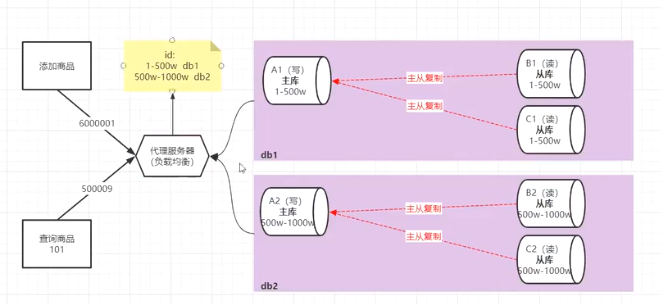 添加商品
id:
1-500w db1
500w-1000w db2
6000001
代理服务器
(负载均衡)
500009
查询商品
101
A1（写）
主库
1-500w
主从复制
主从复制
B1（读）
从库
1-500w
C1（读）
从库
1-500w
db1
A2（写）
主库
500w-1000w
主从复制
主从复制
B2（读）
从库
500w-1000w
C2（读）
从库
500w-1000w
db2